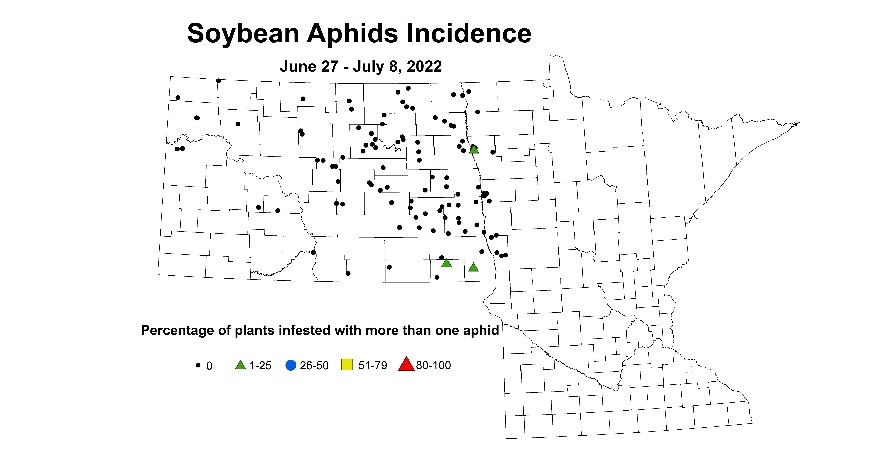 Soybean Aphids Incidence
June 27 - July 8, 2022
Percentage of plants infested with more than one aphid
0 1-25 26-50 51-79 80-100